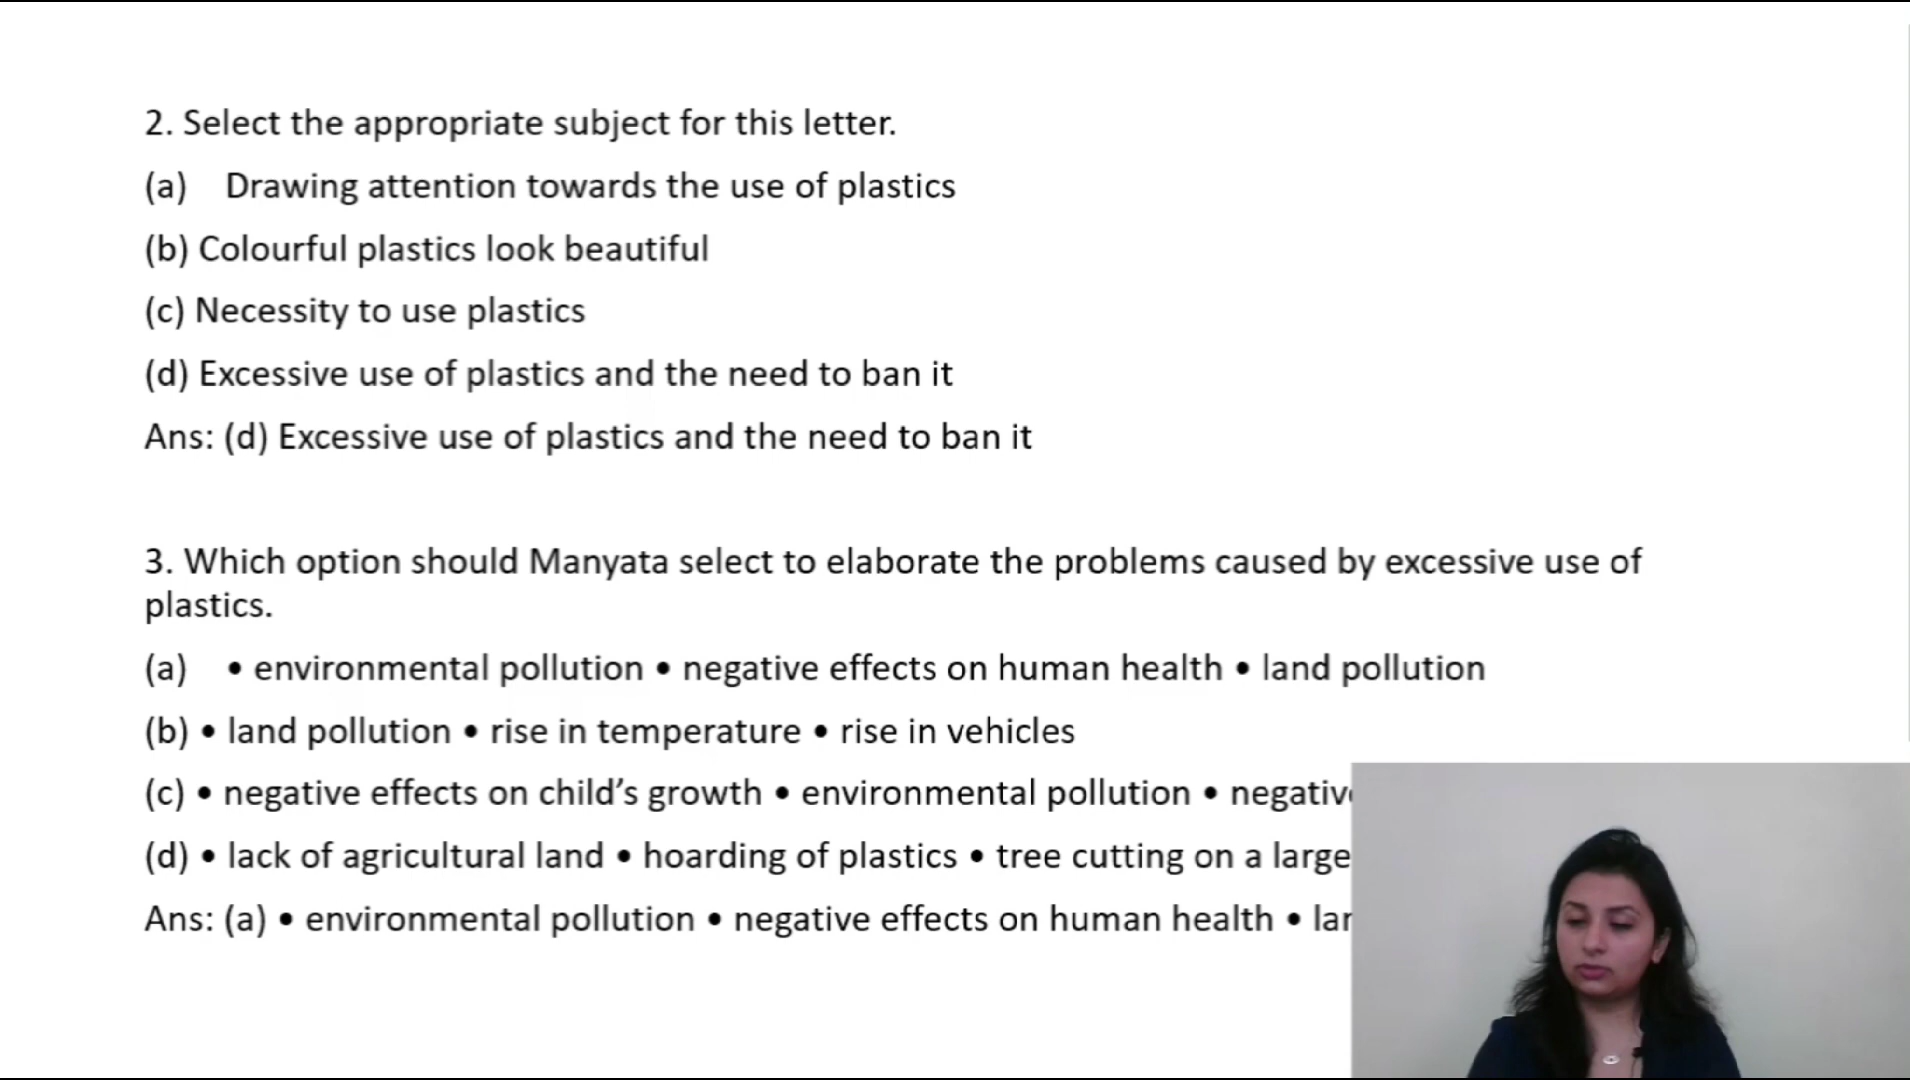 2. Select the appropriate subject for this letter.
(a) Drawing attention towards the use of plastics
(b) Colourful plastics look beautiful
(c) Necessity to use plastics
(d) Excessive use of plastics and the need to ban it
Ans: (d) Excessive use of plastics and the need to ban it
3. Which option should Manyata select to elaborate the problems caused by excessive use of
plastics.
(a) • environmental pollution • negative effects on human health • land pollution
(b) • land pollution • rise in temperature • rise in vehicles
(c) • negative effects on child’s growth • environmental pollution •
(d) • lack of agricultural land • hoarding of plastics • tree cutting on a large
Ans: (a) • environmental pollution • negative effects on human health •